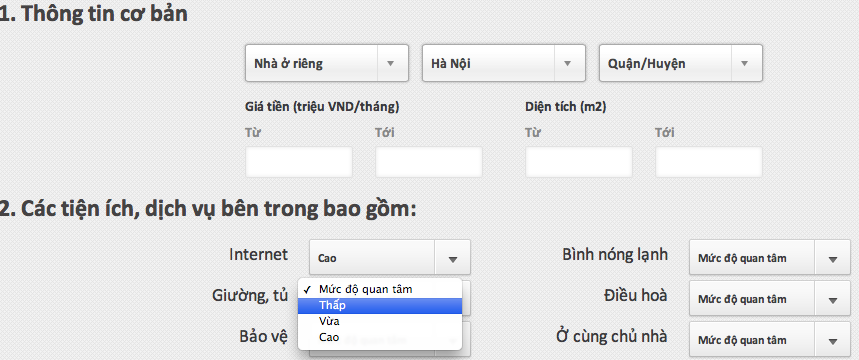 1. Thông tin cơ bản
Nhà ở riêng Hà Nội Quận/Huyện
Giá tiền (triệu VND/tháng) Diện tích (m2)
Từ Tới Từ Tới
2. Các tiện ích, dịch vụ bên trong bao gồm:
Internet Cao Bình nóng lạnh Mức độ quan tâm
Giường, tủ ✓ Mức độ quan tâm Điều hoà Mức độ quan tâm
Thấp
Vừa
Bảo vệ Cao Ở cùng chủ nhà Mức độ quan tâm